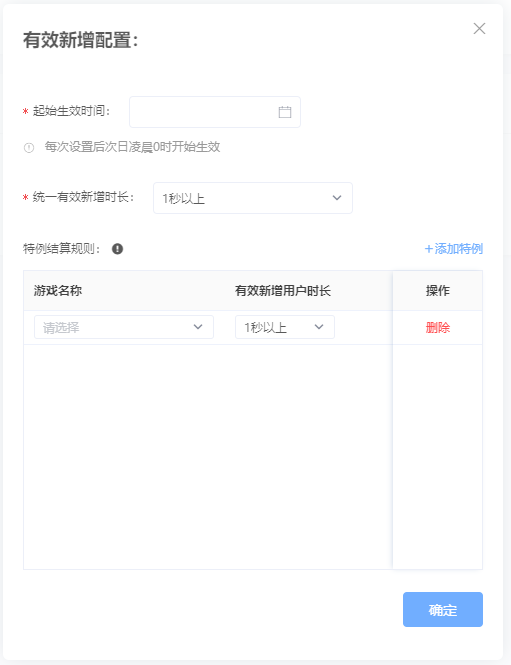 有效新增配置：
* 起始生效时间：
每次设置后次日凌晨0时开始生效
* 统一有效新增时长： 1秒以上
特例结算规则： +添加特例
游戏名称 有效新增用户时长 操作
请选择 1秒以上 删除
确定